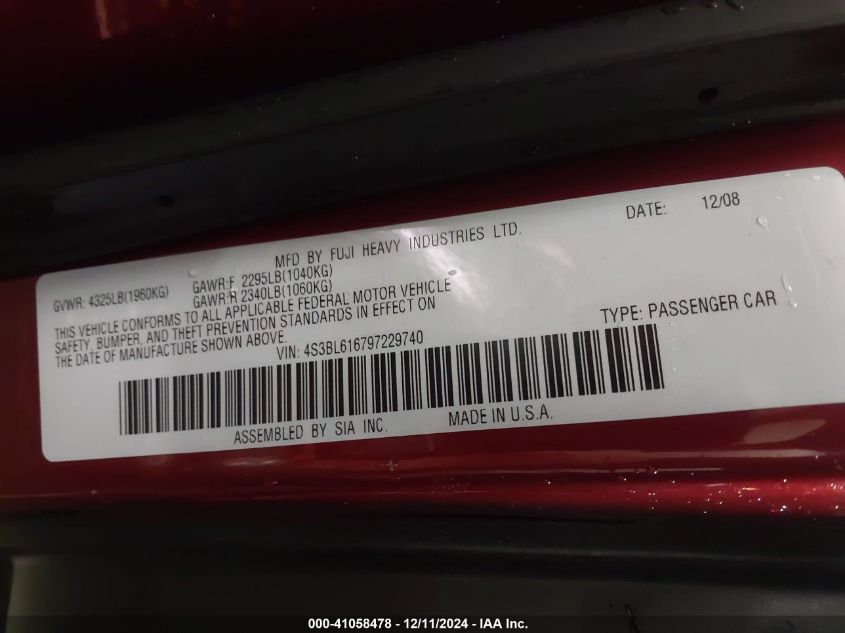 MFD BY FUJI HEAVY INDUSTRIES LTD. DATE: 12/08
GVWR: 4325LB(1960KG) GAWR:F 2295LB(1040KG)
GAWR:R 2340LB(1060KG)
THIS VEHICLE CONFORMS TO ALL APPLICABLE FEDERAL MOTOR VEHICLE
SAFETY, BUMPER, AND THEFT PREVENTION STANDARDS IN EFFECT ON
THE DATE OF MANUFACTURE SHOWN ABOVE.
VIN: 4S3BL616797229740 TYPE: PASSENGER CAR
ASSEMBLED BY SIA INC. MADE IN U.S.A.
000-41058478 - 12/11/2024 - IAA Inc.